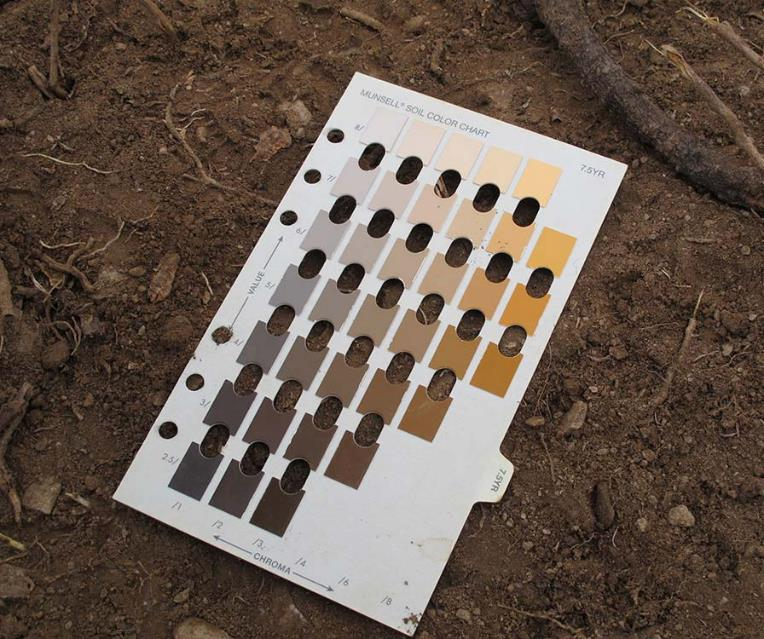 MUNSELL® SOIL COLOR CHART
7.5YR
8/
7/
6/
5/
4/
3/
2.5/
VALUE
/1
/2
/3
/4
/6
/8
CHROMA
7.5YR